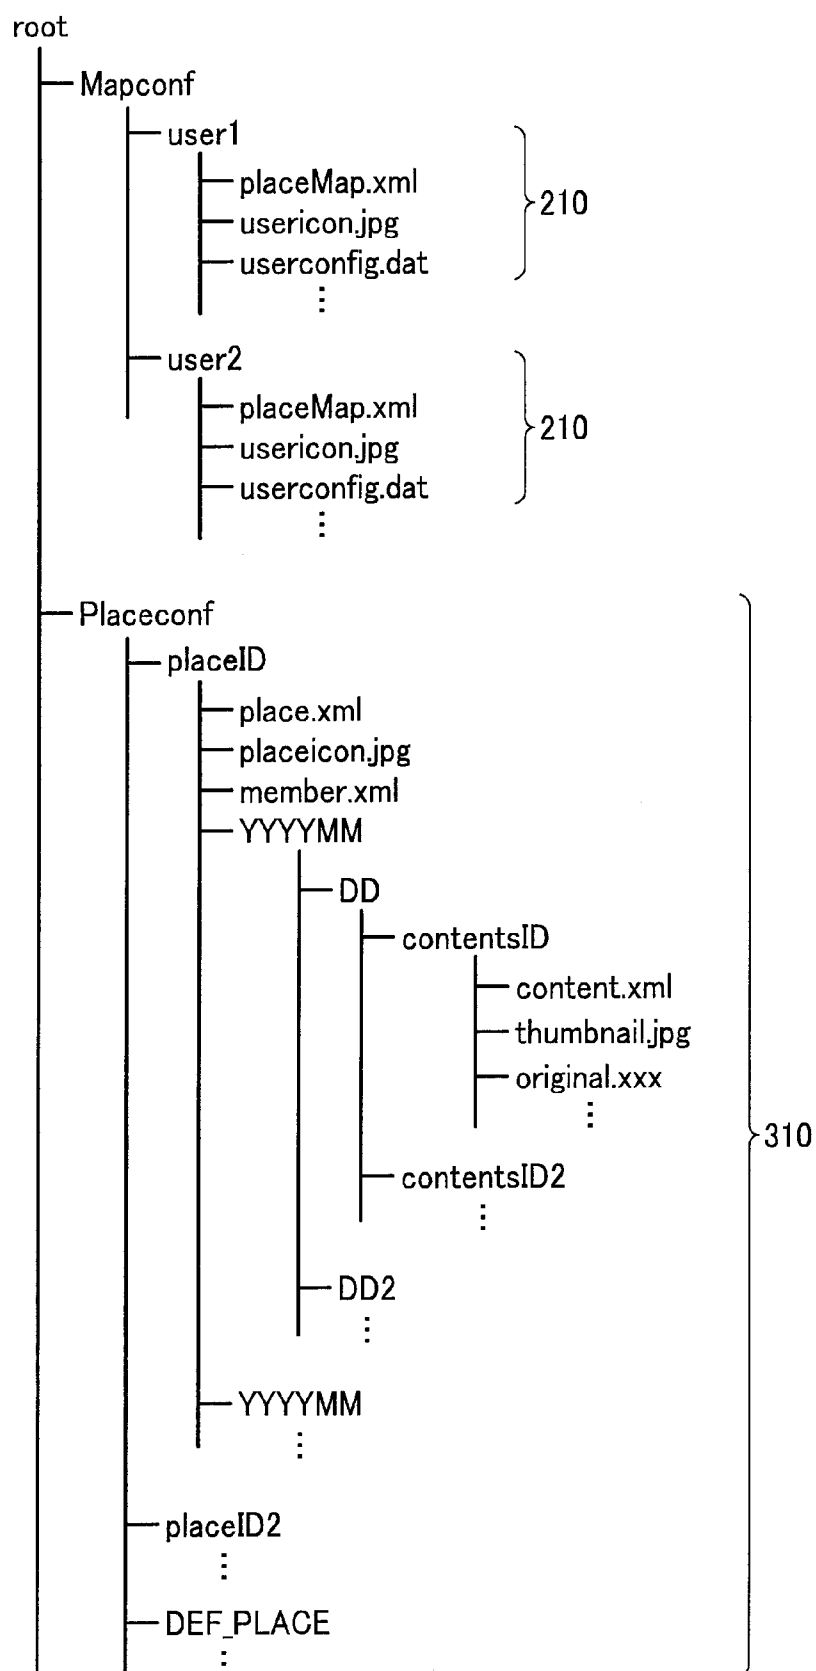 root
Mapconf
user1
placeMap.xml
usericon.jpg
userconfig.dat
210
user2
placeMap.xml
usericon.jpg
userconfig.dat
210
Placeconf
placeID
place.xml
placeicon.jpg
member.xml
YYYYMM
DD
contentsID
content.xml
thumbnail.jpg
original.xxx
310
contentsID2
DD2
YYYYMM
placeID2
DEF_PLACE